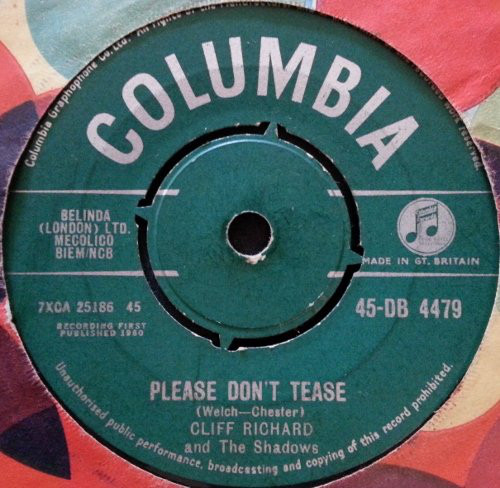 COLUMBIA
Columbia Graphophone Co. Ltd.
BELINDA
(LONDON) LTD.
MECOLICO
BIEM/NCB
MADE IN GT. BRITAIN
7XCA 25186 45
45-DB 4479
RECORDING FIRST
PUBLISHED 1960
PLEASE DON'T TEASE
(Welch—Chester)
CLIFF RICHARD
and The Shadows
Unauthorised public performance, broadcasting and copying of this record prohibited.